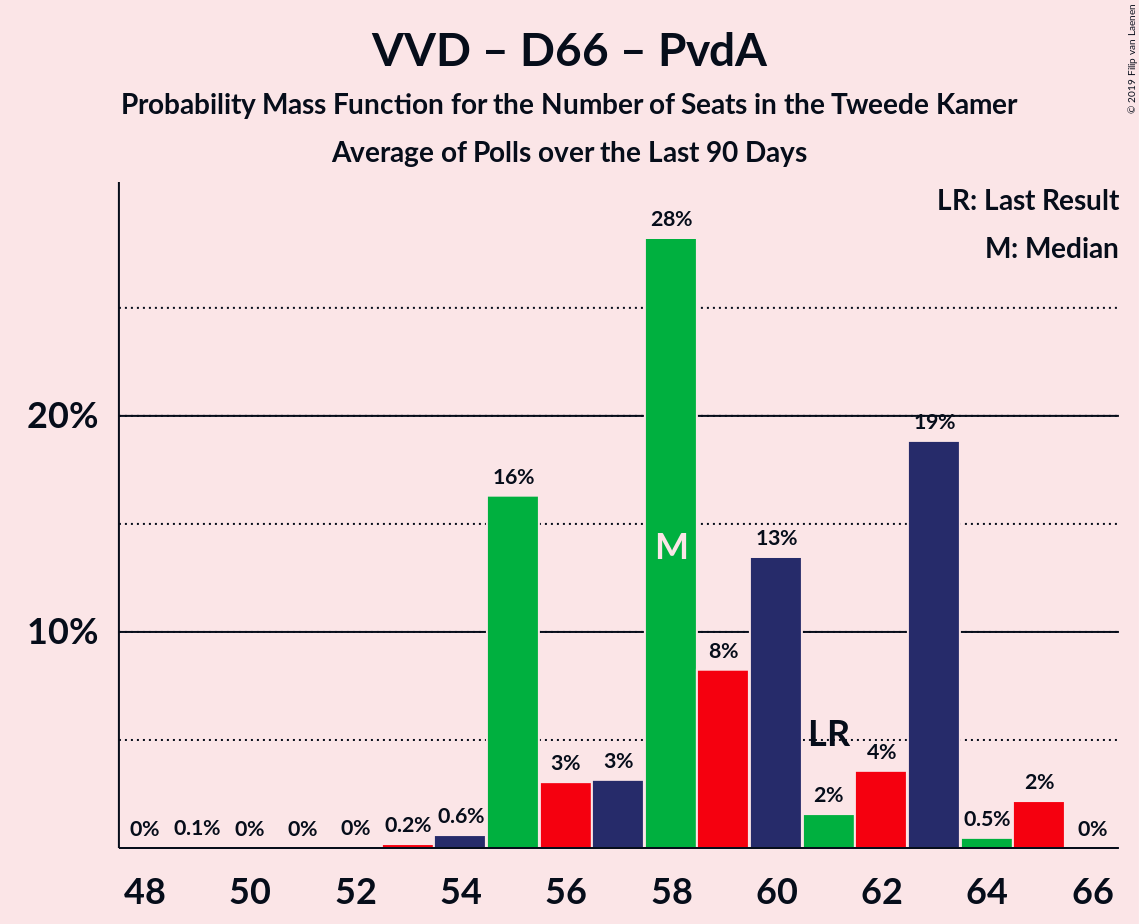 VVD – D66 – PvdA
Probability Mass Function for the Number of Seats in the Tweede Kamer
Average of Polls over the Last 90 Days
© 2019 Filip van Laenen
LR: Last Result
M: Median
20%
10%
0% 0.1% 0% 0% 0% 0.2% 0.6% 16% 3% 3% 28% 8% 13% 2% 4% 19% 0.5% 2% 0%
M
LR
48 50 52 54 56 58 60 62 64 66